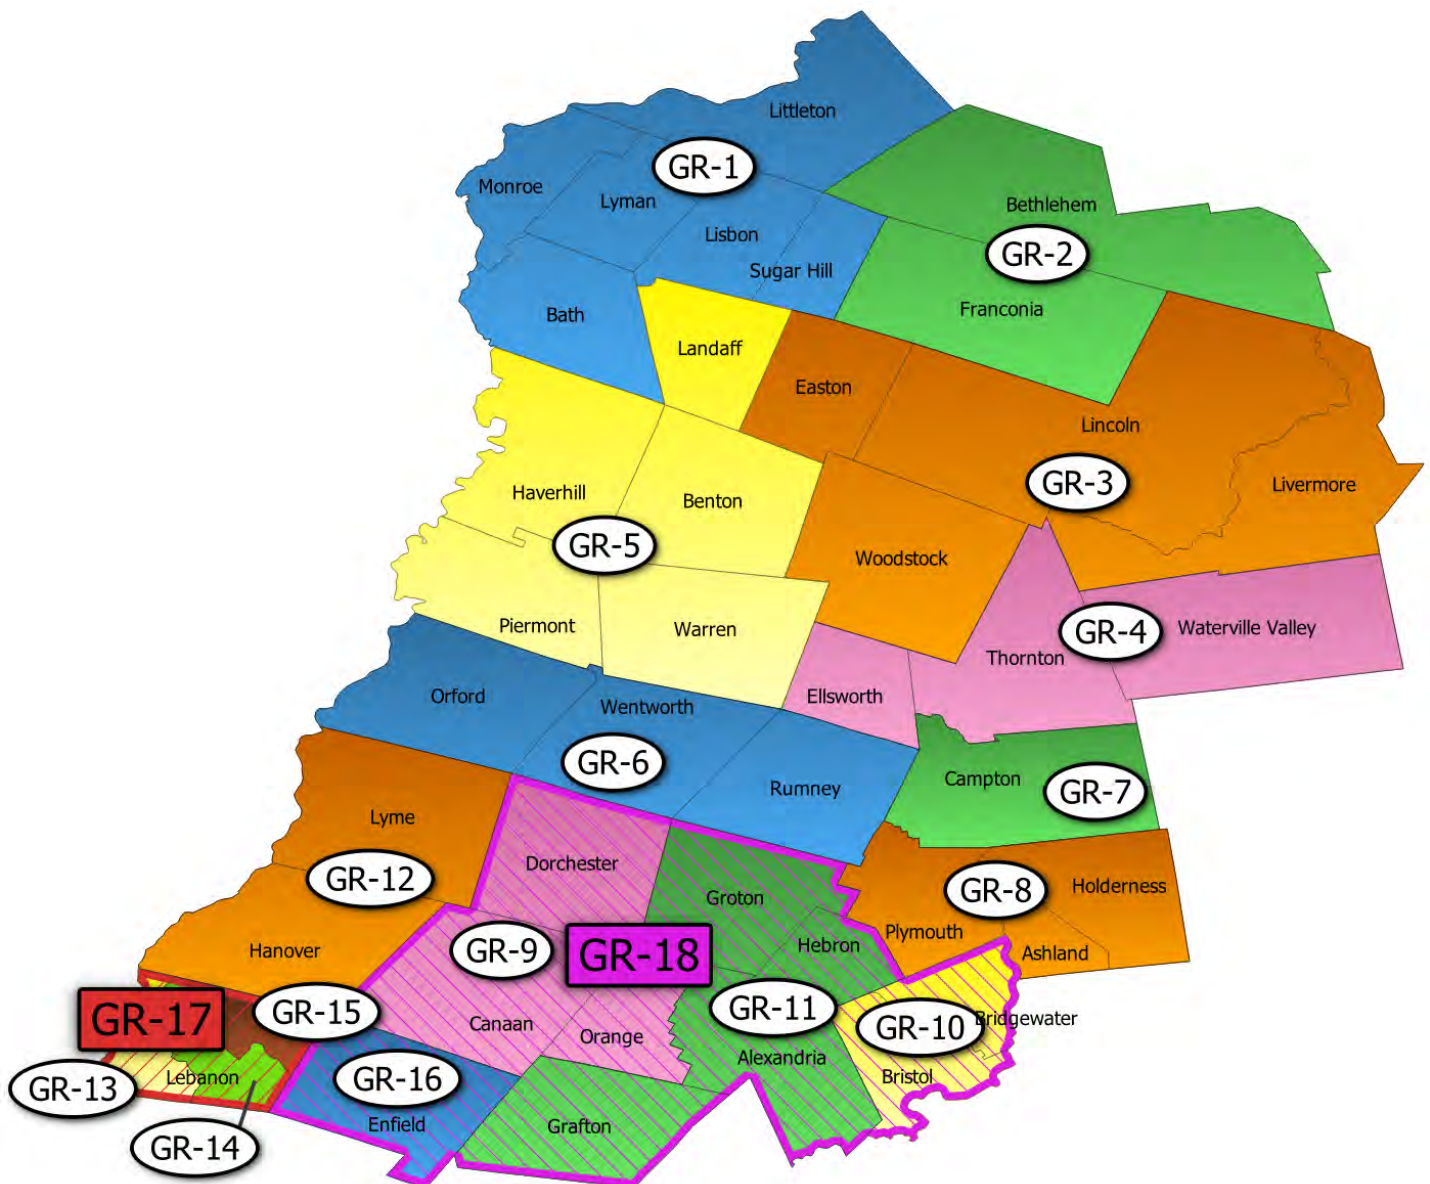 Littleton
GR-1
Monroe
Lyman
Bethlehem
Lisbon
GR-2
Sugar Hill
Bath
Franconia
Landaff
Easton
Lincoln
GR-3
Livermore
Haverhill
Benton
GR-5
Woodstock
Piermont
Warren
GR-4
Waterville Valley
Thornton
Orford
Wentworth
Ellsworth
GR-6
Rumney
Campton
GR-7
Lyme
Dorchester
GR-12
GR-8
Holderness
Groton
Plymouth
Hebron
Hanover
GR-9
GR-18
Ashland
GR-17
GR-15
GR-11
GR-10
Bridgewater
Canaan
Orange
Alexandria
Lebanon
GR-16
Bristol
GR-13
Enfield
Grafton
GR-14